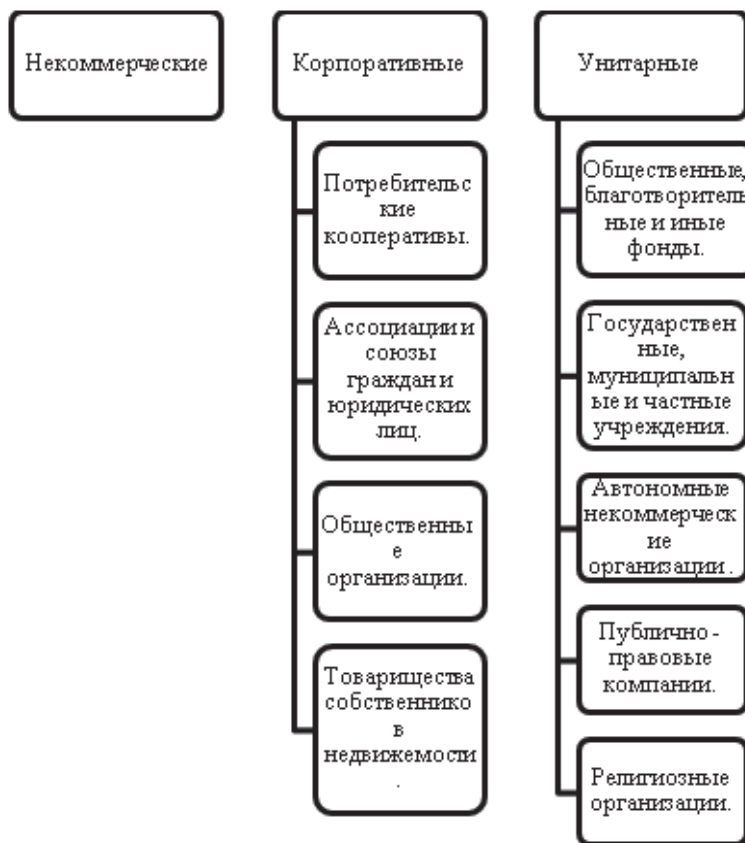 Некоммерческие
Корпоративные
Потребительс
кие
кооперативы.
Ассоциации и
союзы
граждан и
юридических
лиц.
Общественны
е
организации.
Товарищества
собственнико
в
недвижемости
.
Унитарные
Общественные,
благотворитель
ные и иные
фонды.
Государствен
ные,
муниципальн
ые и частные
учреждения.
Автономные
некоммерческ
ие
организации .
Публично -
правовые
компании.
Религиозные
организации.